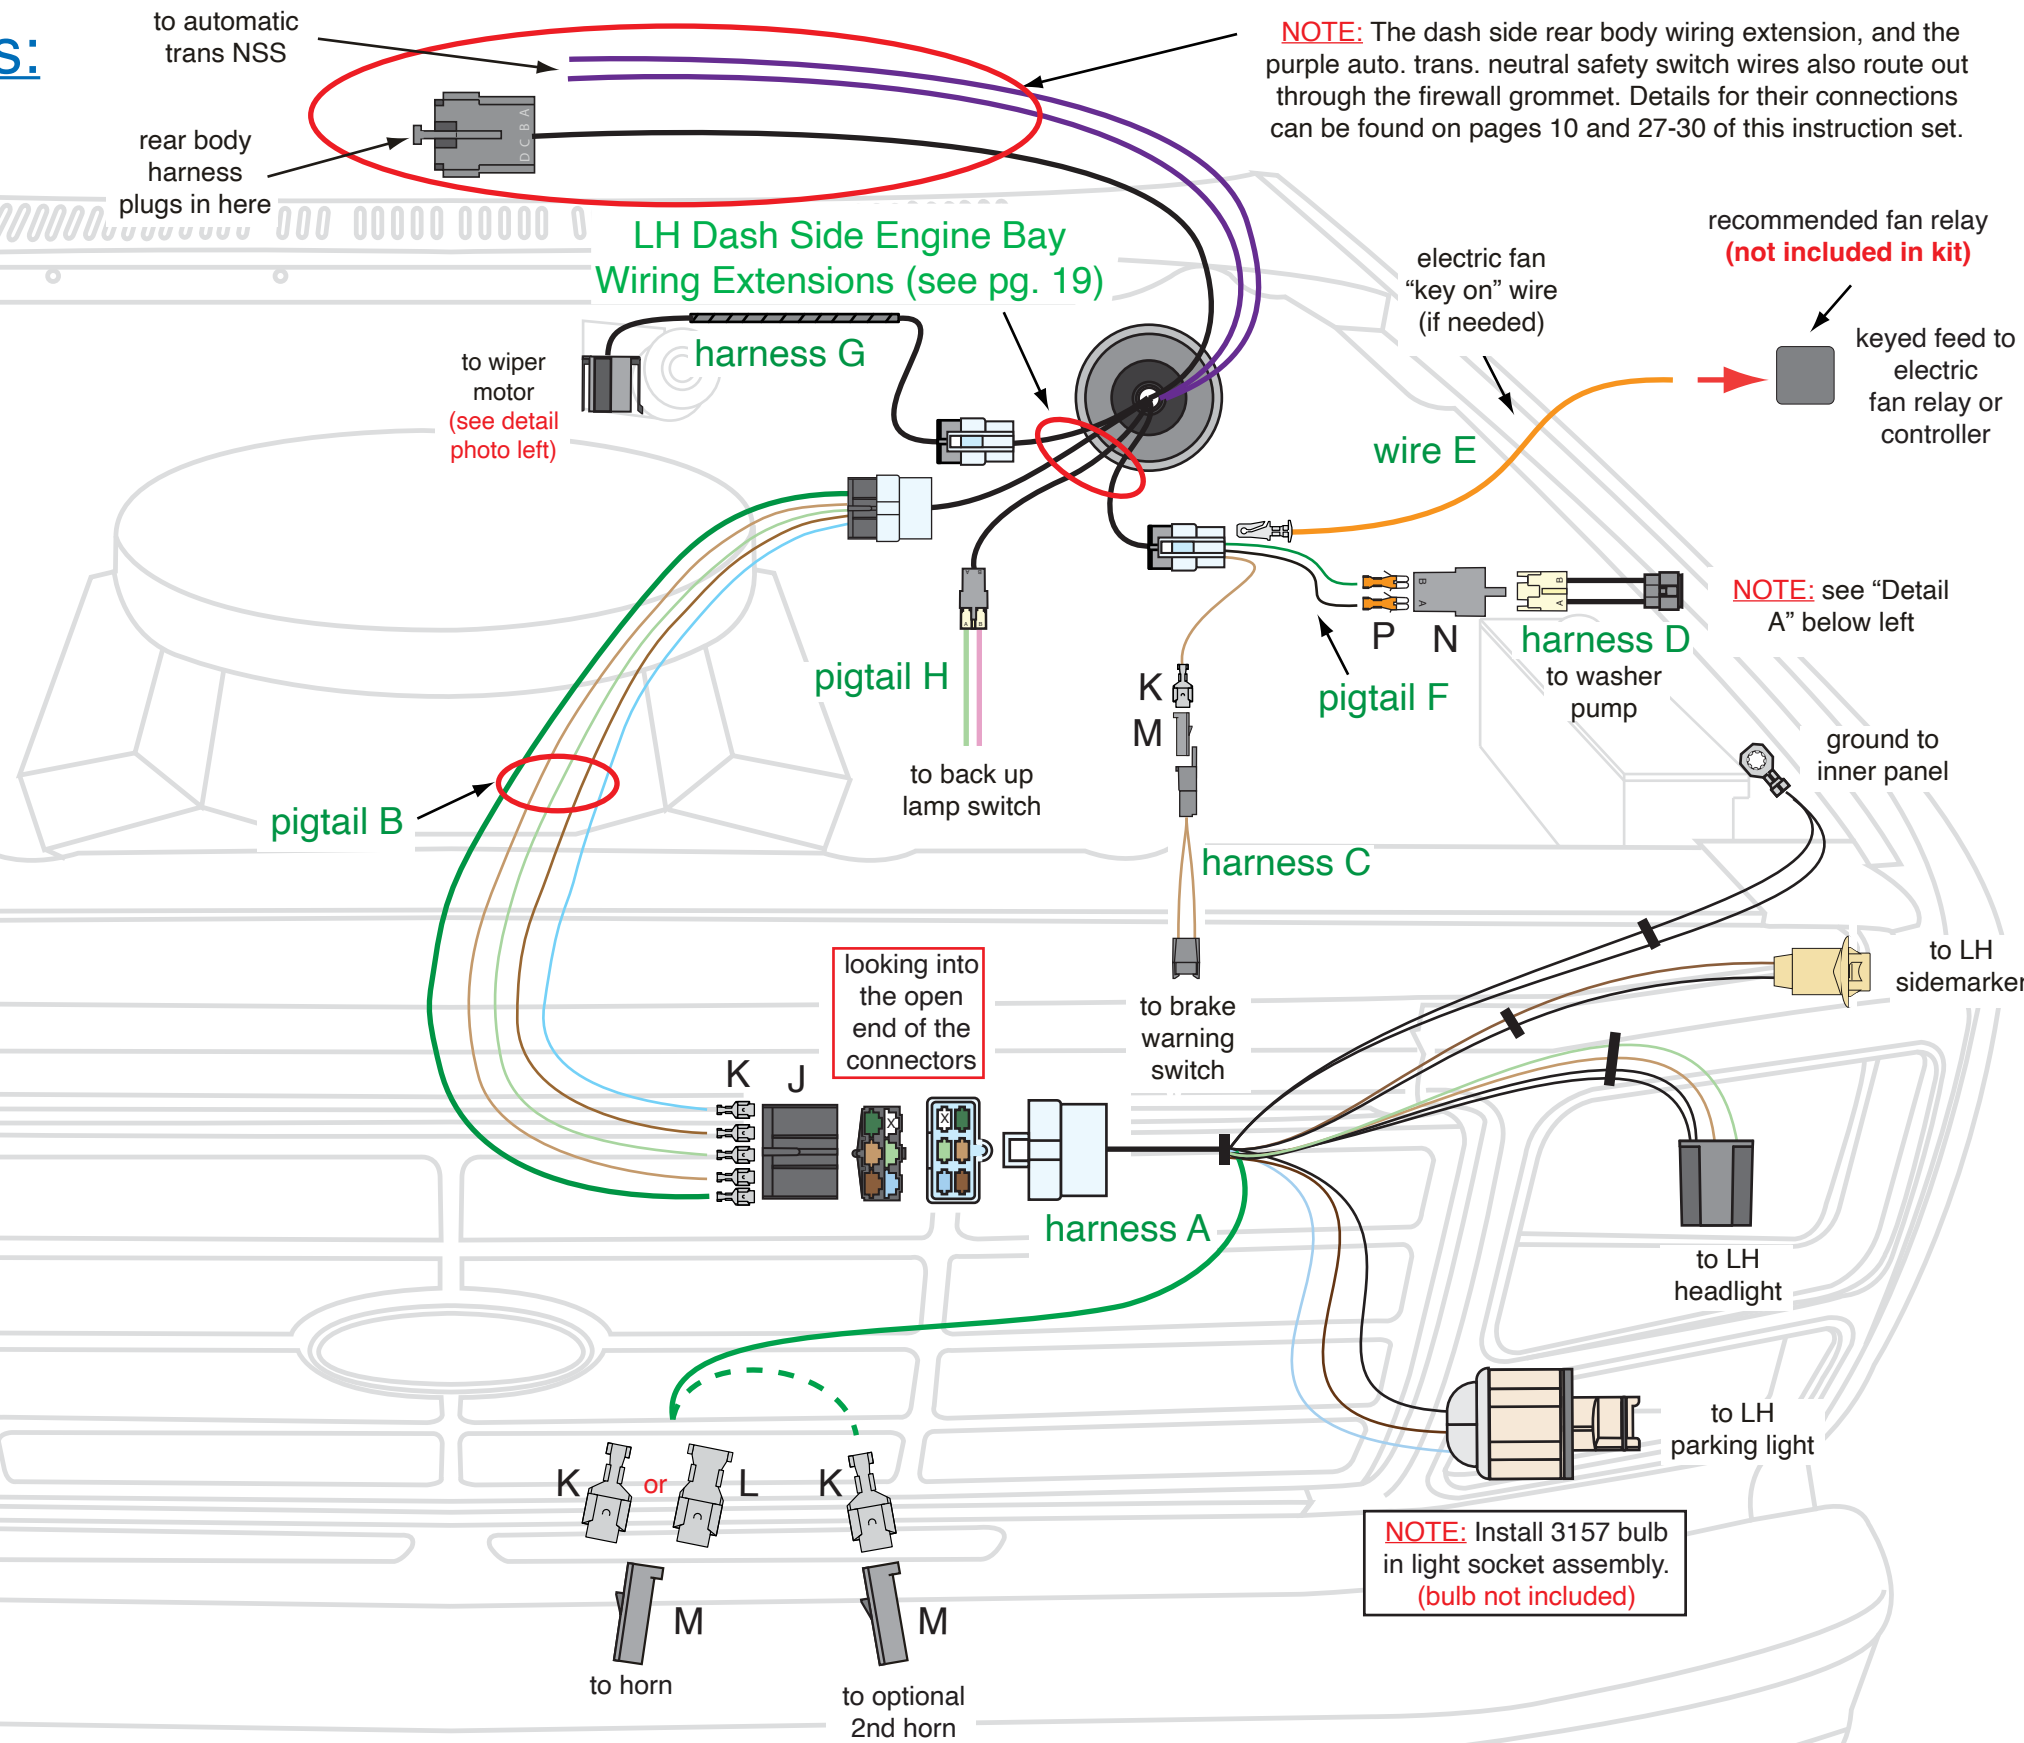 s:
to automatic
trans NSS
NOTE: The dash side rear body wiring extension, and the
purple auto. trans. neutral safety switch wires also route out
through the firewall grommet. Details for their connections
can be found on pages 10 and 27-30 of this instruction set.
D C B A
rear body
harness
plugs in here
LH Dash Side Engine Bay
Wiring Extensions (see pg. 19)
recommended fan relay
(not included in kit)
electric fan
“key on” wire
(if needed)
keyed feed to
electric
fan relay or
controller
harness G
to wiper
motor
(see detail
photo left)
wire E
B
A
B
A
P
N
harness D
to washer
pump
NOTE: see “Detail
A” below left
A
B
pigtail H
to back up
lamp switch
K
M
pigtail F
ground to
inner panel
pigtail B
harness C
to brake
warning
switch
looking into
the open
end of the
connectors
to LH
sidemarker
K
J
X
X
harness A
to LH
headlight
to LH
parking light
K
or
L
K
NOTE: Install 3157 bulb
in light socket assembly.
(bulb not included)
M
M
to horn
to optional
2nd horn